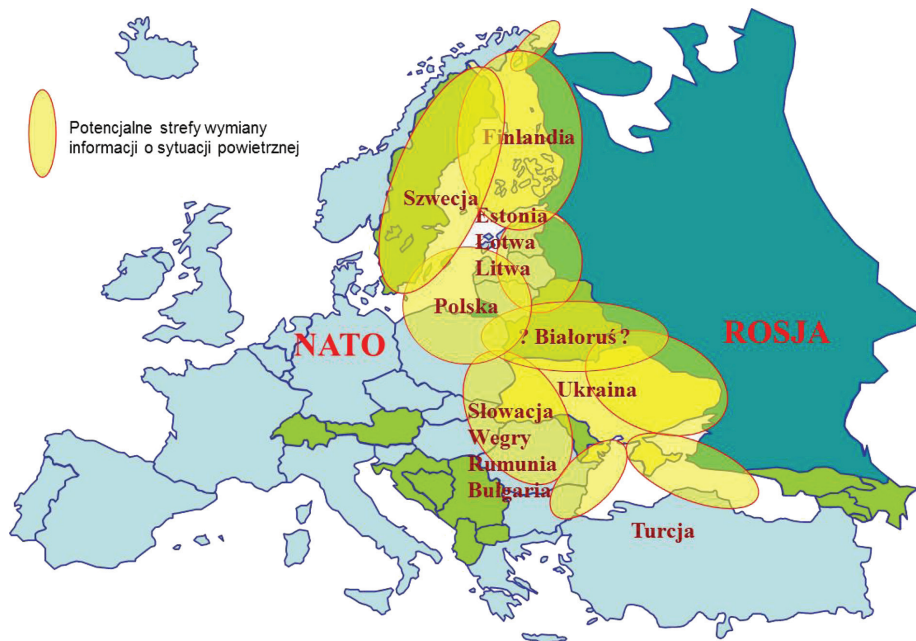 Potencjalne strefy wymiany
informacji o sytuacji powietrznej
Finlandia
Szwecja
Estonia
Łotwa
Litwa
Polska
NATO
? Białoruś ?
ROSJA
Ukraina
Słowacja
Węgry
Rumunia
Bułgaria
Turcja